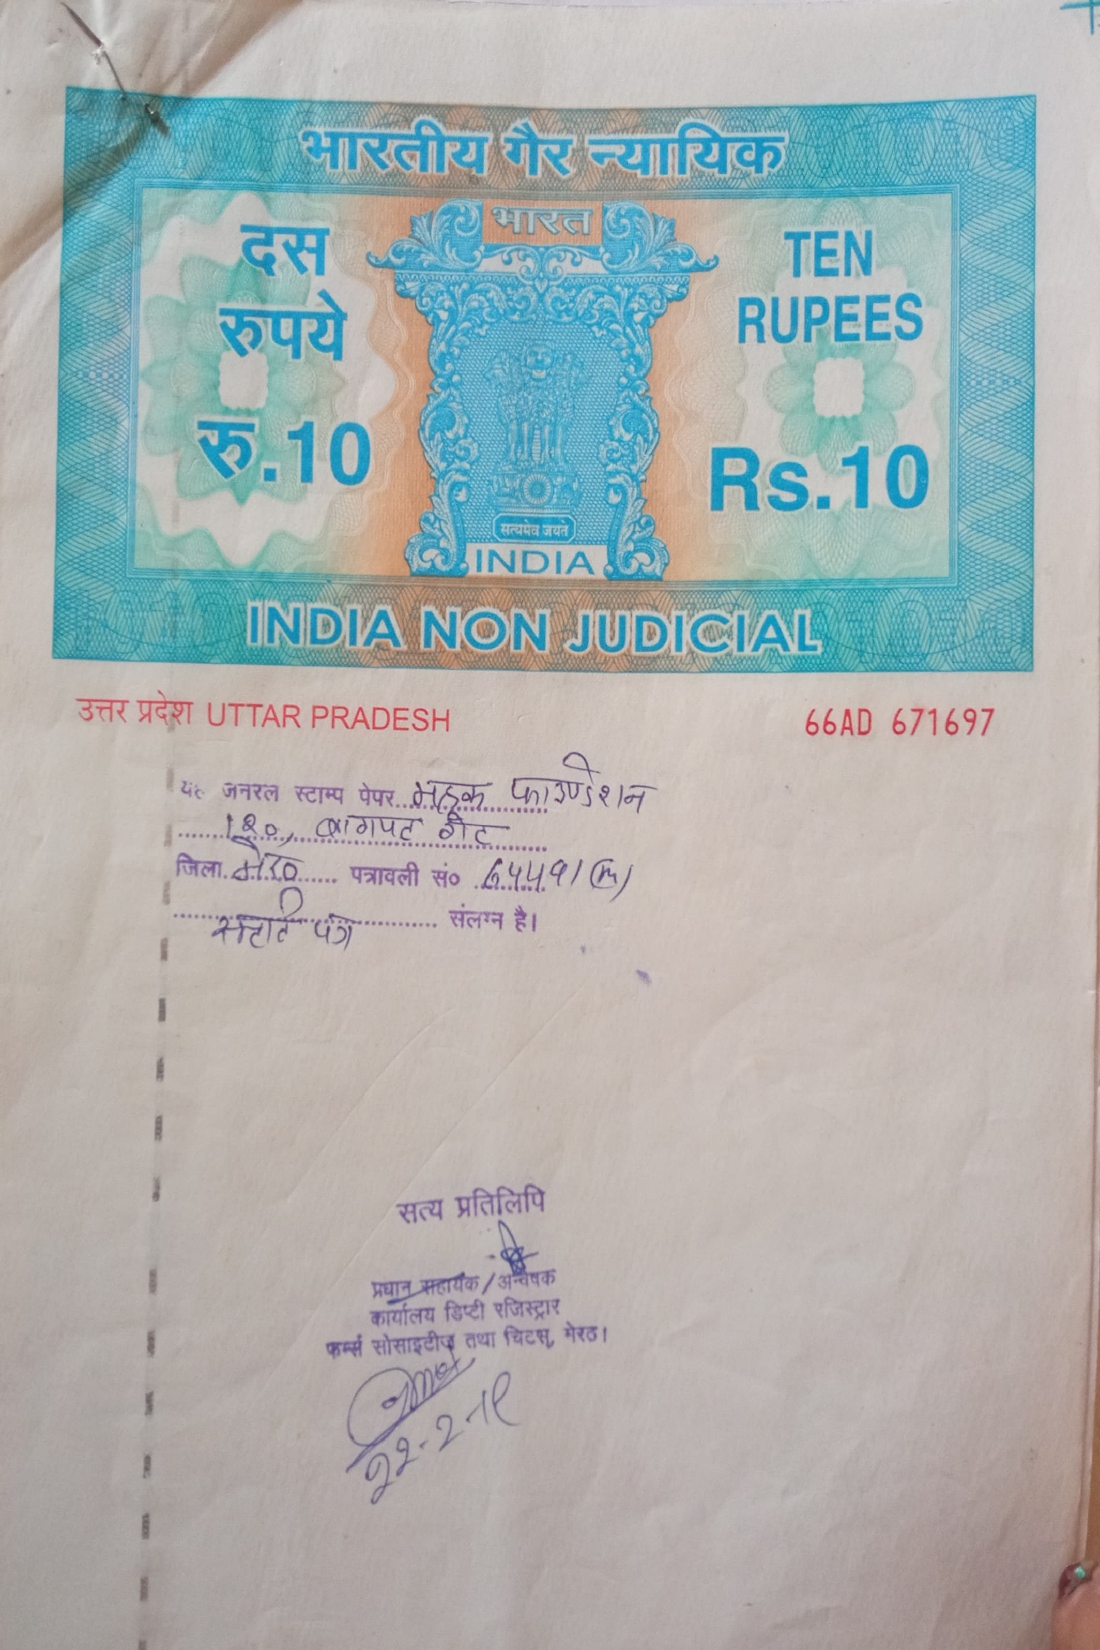 भारतीय गैर न्यायिक
भारत
दस
रुपये
रु.10
TEN
RUPEES
Rs.10
सत्यमेव जयते
INDIA
INDIA NON JUDICIAL
उत्तर प्रदेश UTTAR PRADESH
66AD 671697
यह जनरल स्टाम्प पेपर महक फाउण्डेशन
120, बागपत गेट
जिला मेरठ पत्रावली सं०
स्मृति पत्र संलग्न है।
सत्य प्रतिलिपि
प्रधान सहायक / अन्वेषक
कार्यालय डिप्टी रजिस्ट्रार
फर्म्स सोसाइटीज तथा चिटस्, मेरठ।